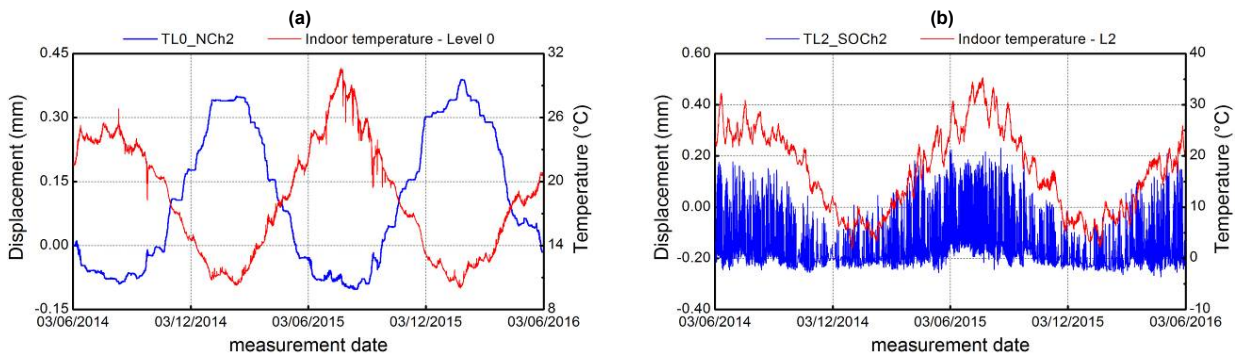 (a)
TL0_NCh2 Indoor temperature - Level 0
0.45
0.30
0.15
0.00
-0.15
Displacement (mm)
32
28
24
20
16
12
8
Temperature (°C)
03/06/2014 03/12/2014 03/06/2015 03/12/2015 03/06/2016
measurement date
(b)
TL2_SOCh2 Indoor temperature - L2
0.60
0.40
0.20
0.00
-0.20
-0.40
Displacement (mm)
40
30
20
10
0
-10
Temperature (°C)
03/06/2014 03/12/2014 03/06/2015 03/12/2015 03/06/2016
measurement date